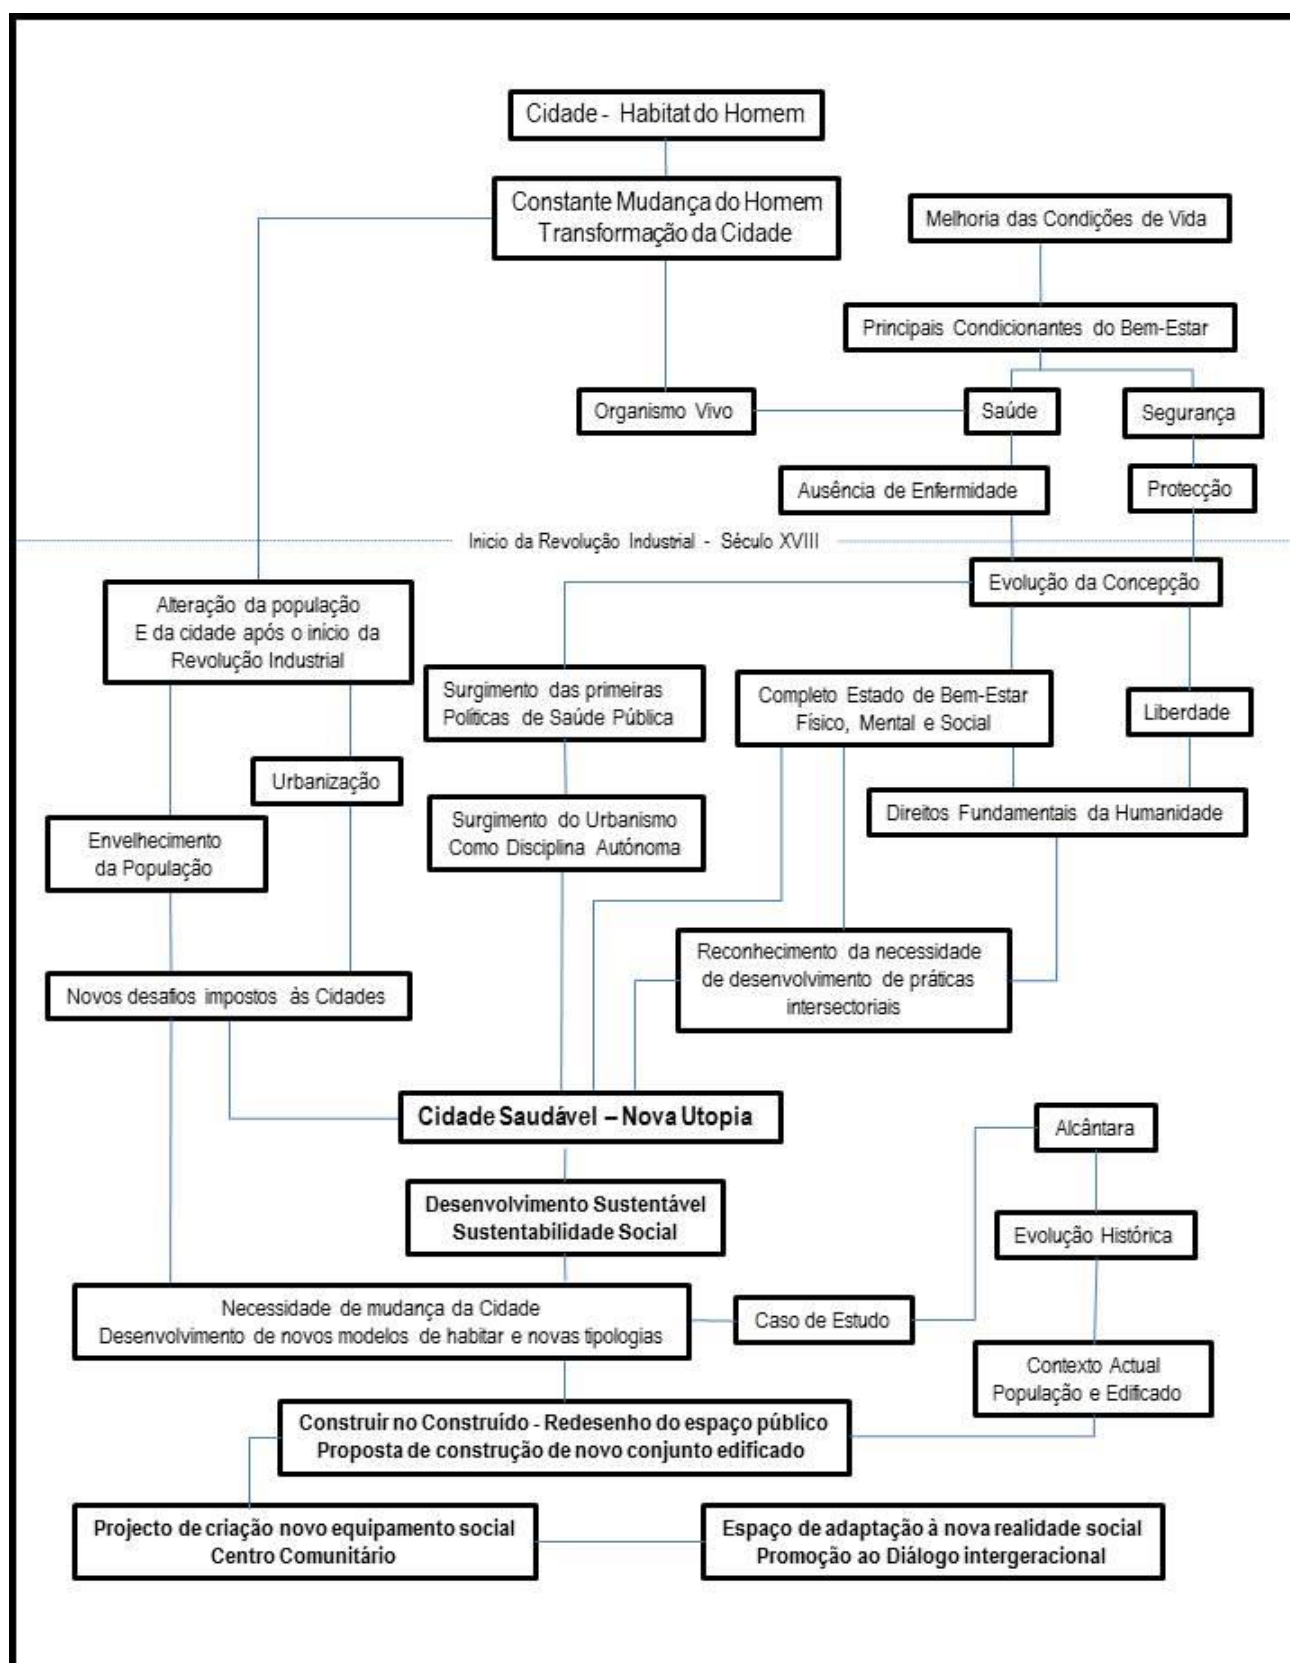 Cidade - Habitat do Homem
Constante Mudança do Homem
Transformação da Cidade
Melhoria das Condições de Vida
Principais Condicionantes do Bem-Estar
Organismo Vivo
Saúde
Segurança
Ausência de Enfermidade
Protecção
Inicio da Revolução Industrial - Século XVIII
Evolução da Concepção
Alteração da população
E da cidade após o início da
Revolução Industrial
Surgimento das primeiras
Políticas de Saúde Pública
Completo Estado de Bem-Estar
Físico, Mental e Social
Liberdade
Urbanização
Envelhecimento
da População
Surgimento do Urbanismo
Como Disciplina Autónoma
Direitos Fundamentais da Humanidade
Reconhecimento da necessidade
de desenvolvimento de práticas
intersectoriais
Novos desafios impostos às Cidades
Cidade Saudável – Nova Utopia
Alcântara
Desenvolvimento Sustentável
Sustentabilidade Social
Evolução Histórica
Necessidade de mudança da Cidade
Desenvolvimento de novos modelos de habitar e novas tipologias
Caso de Estudo
Contexto Actual
População e Edificado
Construir no Construído - Redesenho do espaço público
Proposta de construção de novo conjunto edificado
Projecto de criação novo equipamento social
Centro Comunitário
Espaço de adaptação à nova realidade social
Promoção ao Diálogo intergeracional